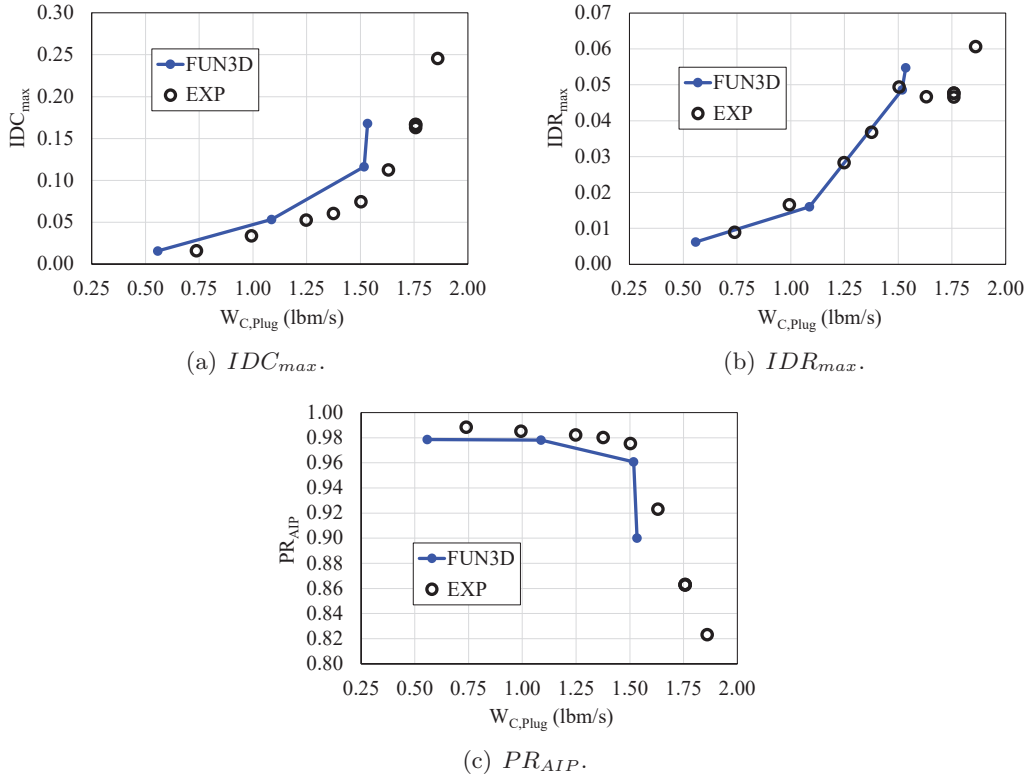 0.30
0.25
0.20
0.15
0.10
0.05
0.00
IDC_max
FUN3D
EXP
0.25 0.50 0.75 1.00 1.25 1.50 1.75 2.00
W_C,Plug (lbm/s)
(a) IDC_max.
0.07
0.06
0.05
0.04
0.03
0.02
0.01
0.00
IDR_max
FUN3D
EXP
0.25 0.50 0.75 1.00 1.25 1.50 1.75 2.00
W_C,Plug (lbm/s)
(b) IDR_max.
1.00
0.98
0.96
0.94
0.92
0.90
0.88
0.86
0.84
0.82
0.80
PR_AIP
FUN3D
EXP
0.25 0.50 0.75 1.00 1.25 1.50 1.75 2.00
W_C,Plug (lbm/s)
(c) PR_AIP.